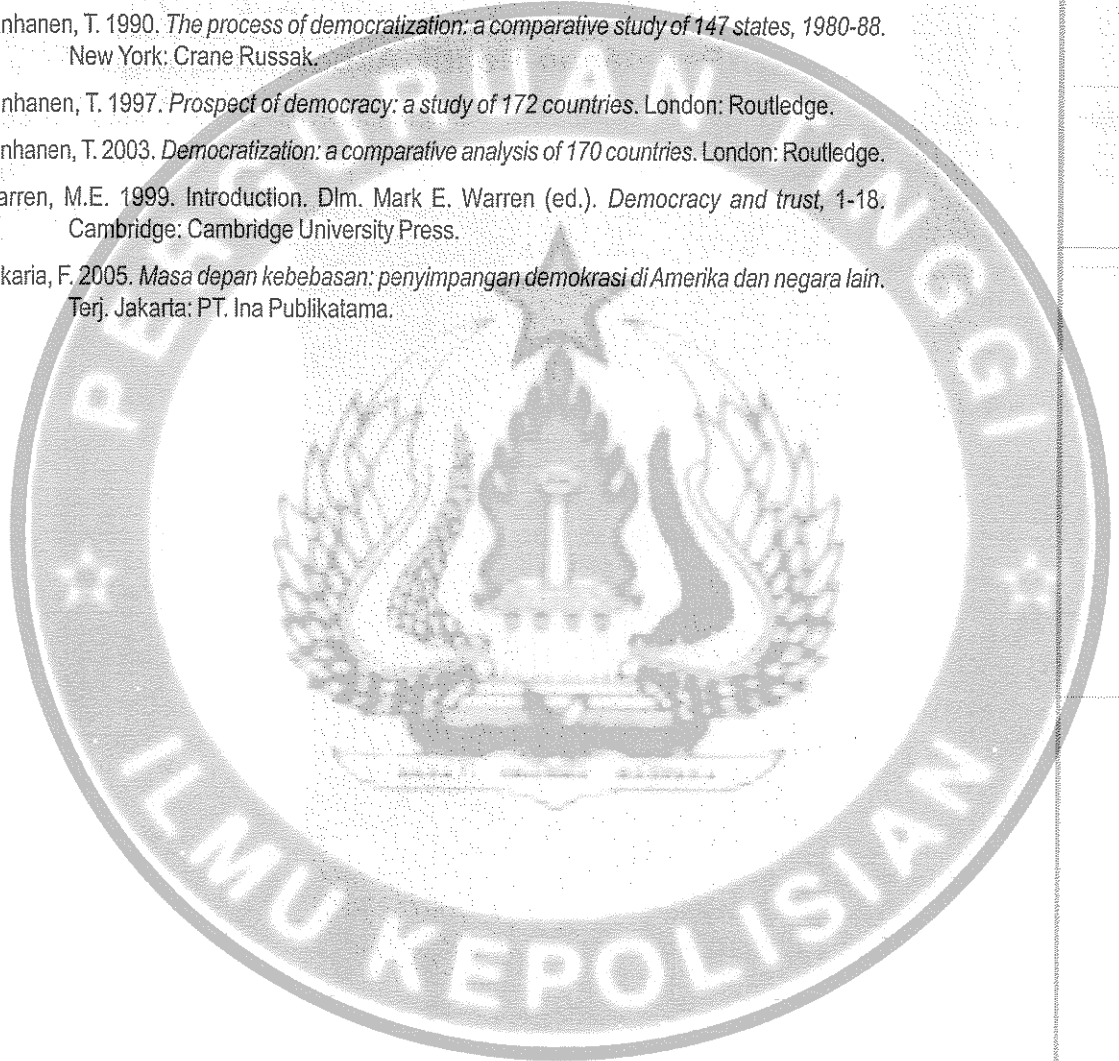 nhanen, T. 1990. The process of democratization: a comparative study of 147 states, 1980-88.
New York: Crane Russak.
nhanen, T. 1997. Prospect of democracy: a study of 172 countries. London: Routledge.
nhanen, T. 2003. Democratization: a comparative analysis of 170 countries. London: Routledge.
arren, M.E. 1999. Introduction. Dlm. Mark E. Warren (ed.). Democracy and trust, 1-18.
Cambridge: Cambridge University Press.
karia, F. 2005. Masa depan kebebasan: penyimpangan demokrasi di Amerika dan negara lain.
Terj. Jakarta: PT. Ina Publikatama.
PERGURUAN TINGGI
ILMU KEPOLISIAN